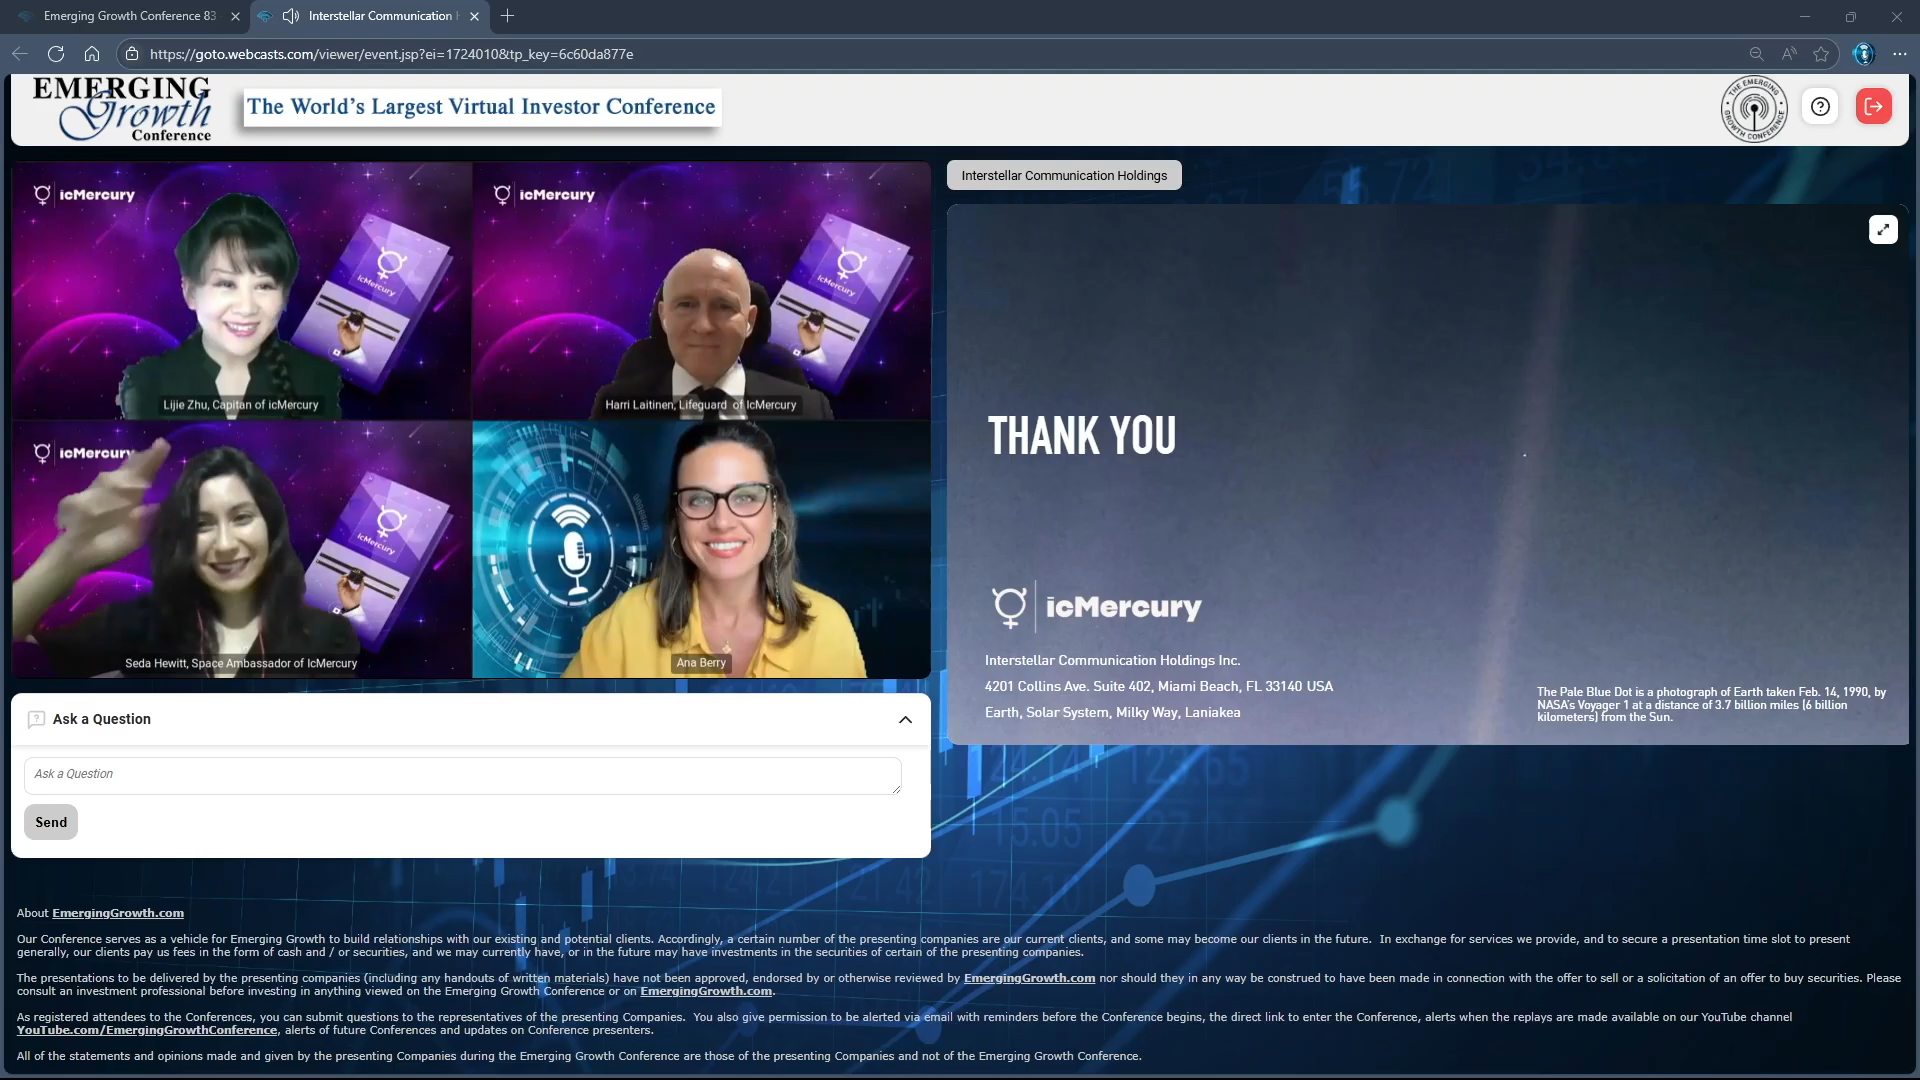 Emerging Growth Conference 83
Interstellar Communication H
https://goto.webcasts.com/viewer/event.jsp?ei=1724010&tp_key=6c60da877e
EMERGING
Growth
Conference
The World's Largest Virtual Investor Conference
THE EMERGING
GROWTH CONFERENCE
icMercury
icMercury
Lijie Zhu, Capitan of icMercury
icMercury
icMercury
Harri Laitinen, Lifeguard of IcMercury
icMercury
icMercury
Seda Hewitt, Space Ambassador of IcMercury
Ana Berry
Interstellar Communication Holdings
THANK YOU
icMercury
Interstellar Communication Holdings Inc.
4201 Collins Ave. Suite 402, Miami Beach, FL 33140 USA
Earth, Solar System, Milky Way, Laniakea
The Pale Blue Dot is a photograph of Earth taken Feb. 14, 1990, by
NASA's Voyager 1 at a distance of 3.7 billion miles (6 billion
kilometers) from the Sun.
Ask a Question
Ask a Question
Send
About EmergingGrowth.com
Our Conference serves as a vehicle for Emerging Growth to build relationships with our existing and potential clients. Accordingly, a certain number of the presenting companies are our current clients, and some may become our clients in the future. In exchange for services we provide, and to secure a presentation time slot to present
generally, our clients pay us fees in the form of cash and / or securities, and we may currently have, or in the future may have investments in the securities of certain of the presenting companies.
The presentations to be delivered by the presenting companies (including any handouts of written materials) have not been approved, endorsed by or otherwise reviewed by EmergingGrowth.com nor should they in any way be construed to have been made in connection with the offer to sell or a solicitation of an offer to buy securities. Please
consult an investment professional before investing in anything viewed on the Emerging Growth Conference or on EmergingGrowth.com.
As registered attendees to the Conferences, you can submit questions to the representatives of the presenting Companies. You also give permission to be alerted via email with reminders before the Conference begins, the direct link to enter the Conference, alerts when the replays are made available on our YouTube channel
YouTube.com/EmergingGrowthConference, alerts of future Conferences and updates on Conference presenters.
All of the statements and opinions made and given by the presenting Companies during the Emerging Growth Conference are those of the presenting Companies and not of the Emerging Growth Conference.